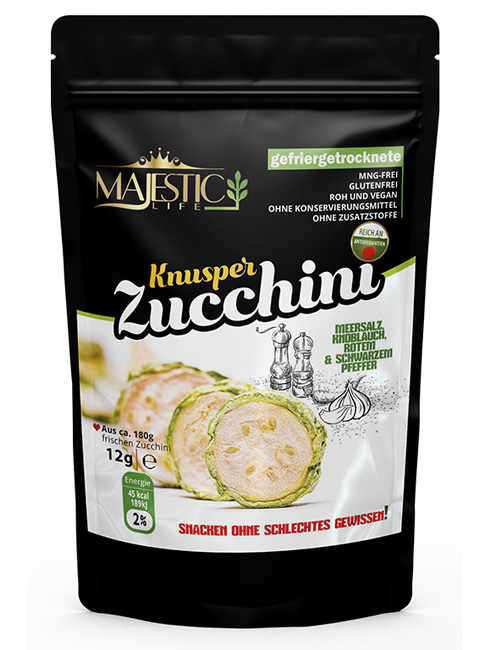 MAJESTIC
LIFE
gefriergetrocknete
MNG-FREI
GLUTENFREI
ROH UND VEGAN
OHNE KONSERVIERUNGSMITTEL
OHNE ZUSATZSTOFFE
REICH AN
ANTIOXIDANTIEN
Knusper
Zucchini
MEERSALZ,
KNOBLAUCH,
ROTEM
& SCHWARZEM
PFEFFER
Aus ca. 180g
frischen Zucchini
12g e
Energie
45 kcal
189kJ
2%
SNACKEN OHNE SCHLECHTES GEWISSEN!